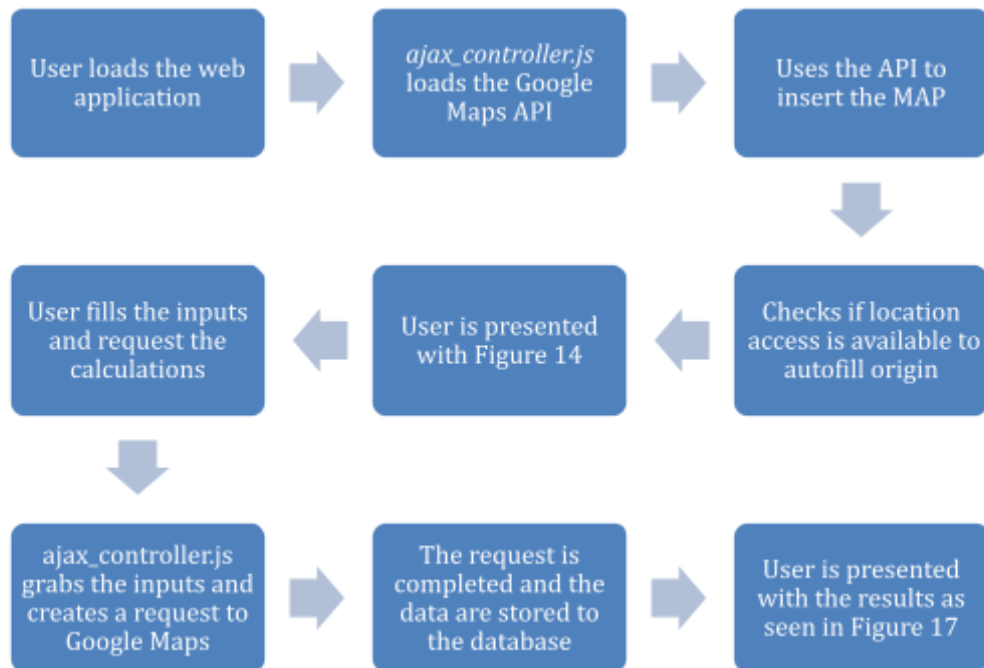 User loads the web
application
ajax_controller.js
loads the Google
Maps API
Uses the API to
insert the MAP
Checks if location
access is available to
autofill origin
User is presented
with Figure 14
User fills the inputs
and request the
calculations
ajax_controller.js
grabs the inputs and
creates a request to
Google Maps
The request is
completed and the
data are stored to
the database
User is presented
with the results as
seen in Figure 17